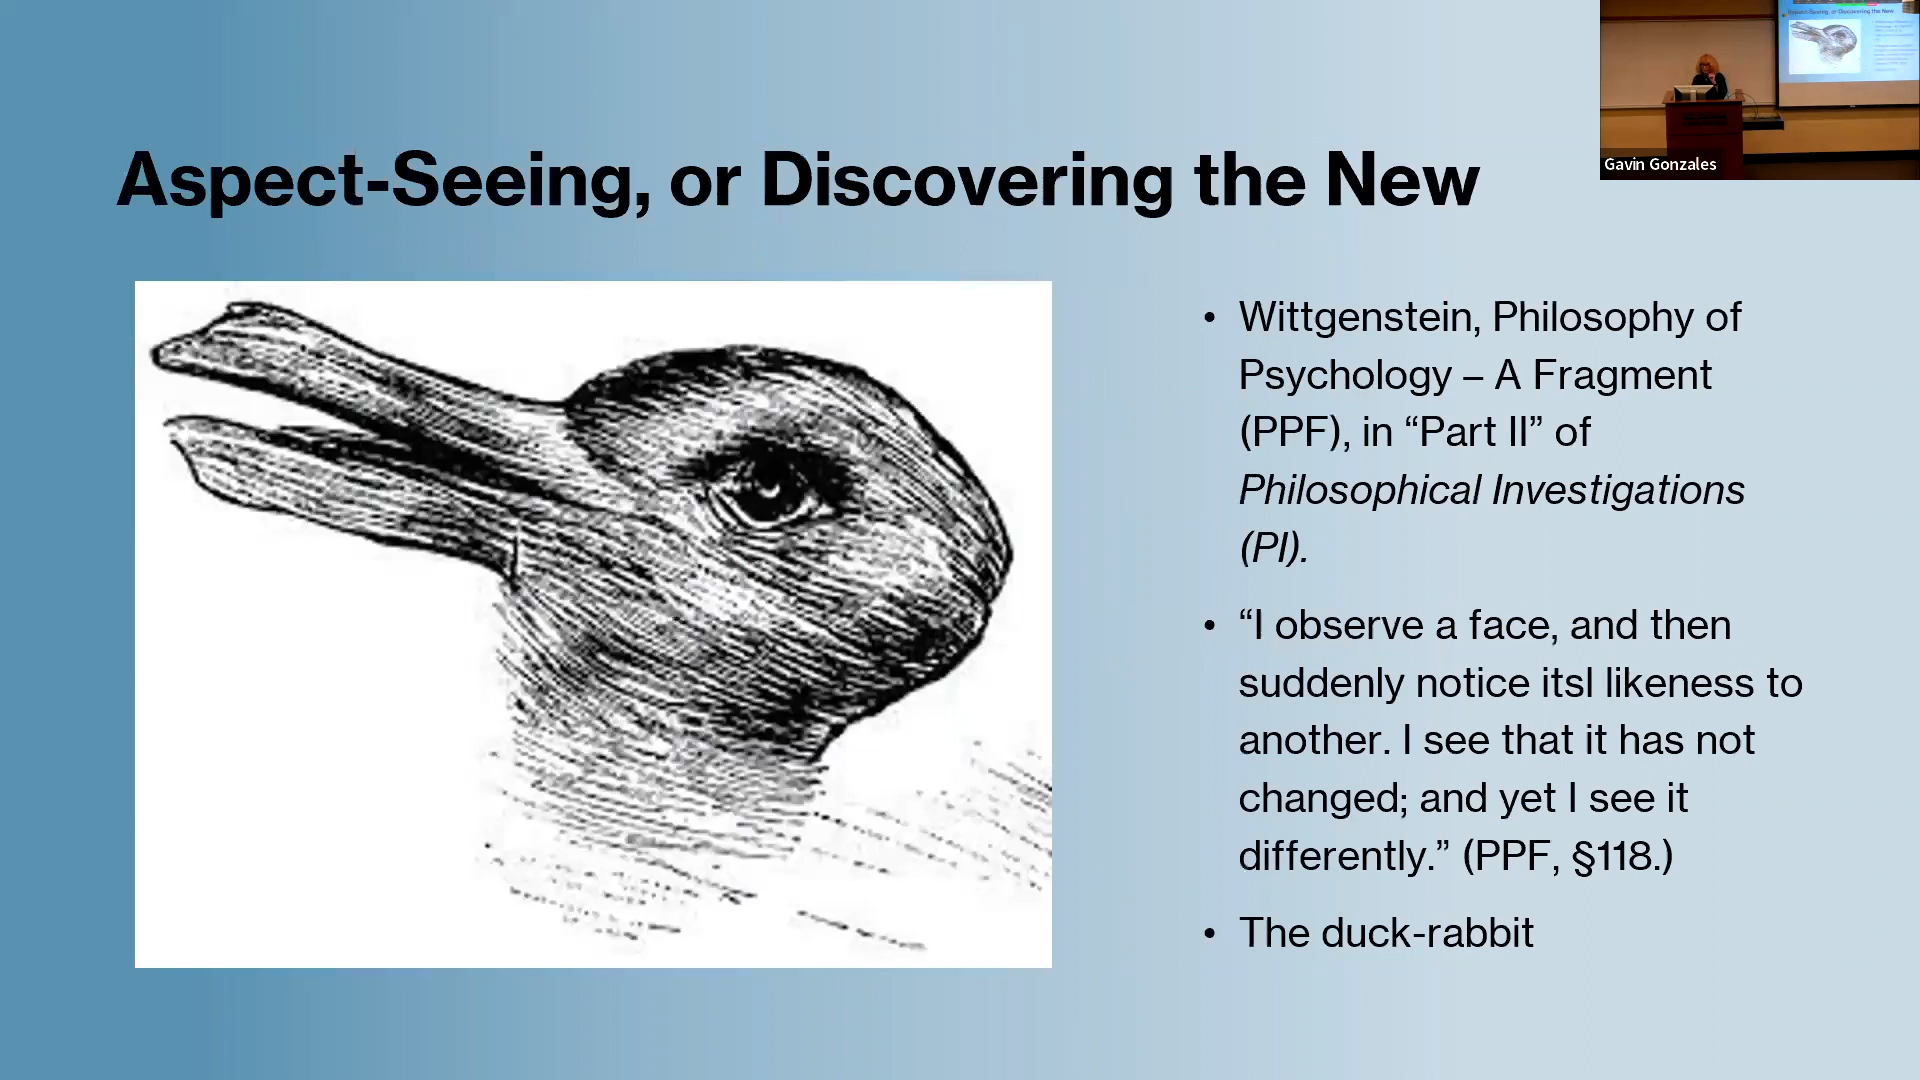 Aspect-Seeing, or Discovering the New
Gavin Gonzales
• Wittgenstein, Philosophy of
Psychology – A Fragment
(PPF), in “Part II” of
Philosophical Investigations
(PI).
• “I observe a face, and then
suddenly notice itsl likeness to
another. I see that it has not
changed; and yet I see it
differently.” (PPF, §118.)
• The duck-rabbit